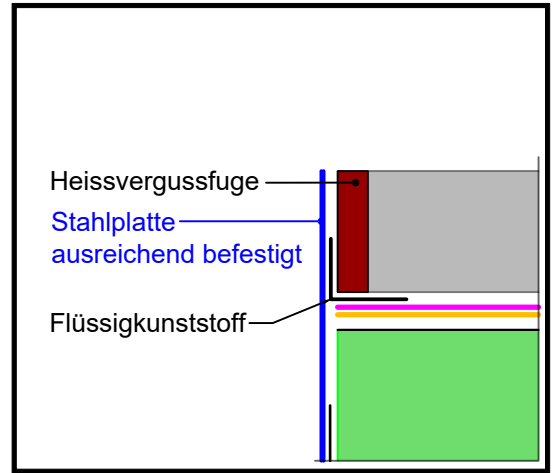 Heissvergussfuge
Stahlplatte
ausreichend befestigt
Flüssigkunststoff